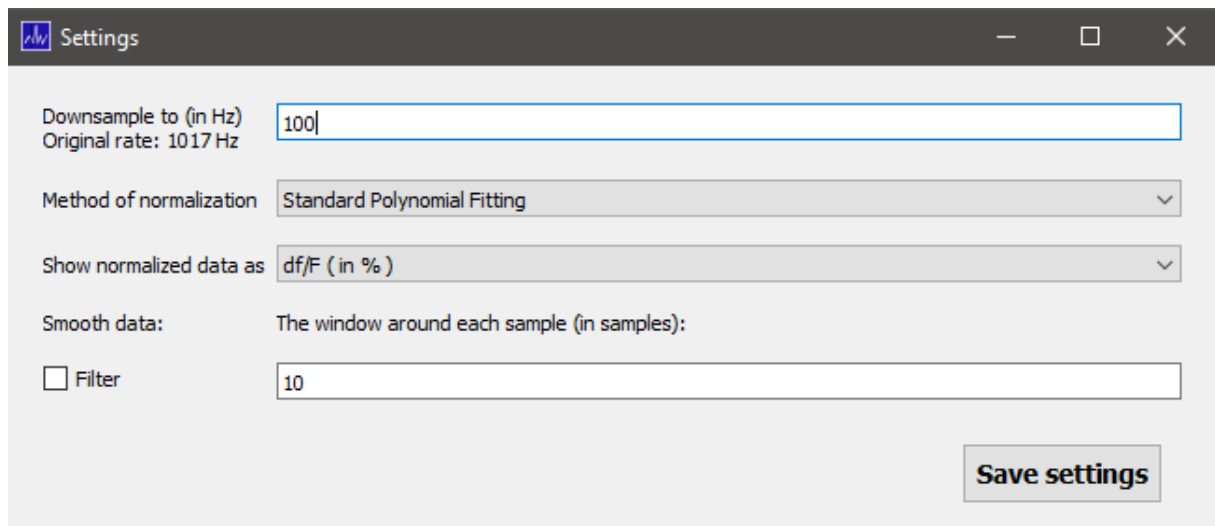 Settings
Downsample to (in Hz)
Original rate: 1017 Hz
100
Method of normalization
Standard Polynomial Fitting
Show normalized data as
df/F ( in % )
Smooth data:
The window around each sample (in samples):
Filter
10
Save settings